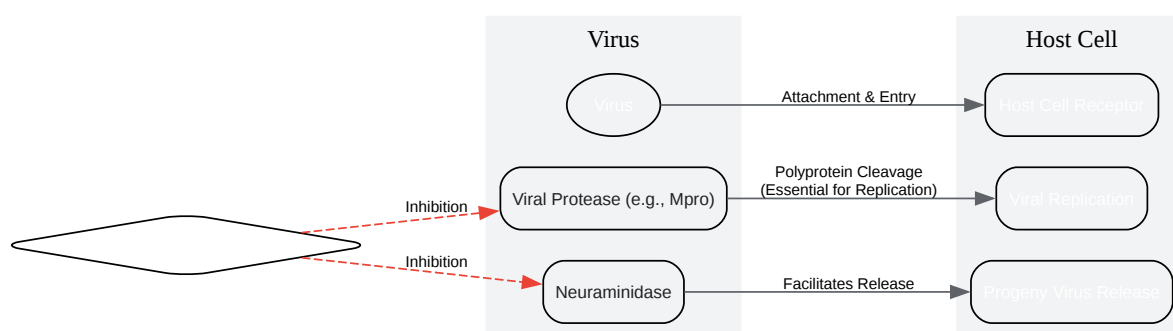 Virus
Host Cell
Virus
Attachment & Entry
Host Cell Receptor
Viral Protease (e.g., Mpro)
Polyprotein Cleavage
(Essential for Replication)
Viral Replication
Inhibition
Inhibition
Neuraminidase
Facilitates Release
Progeny Virus Release